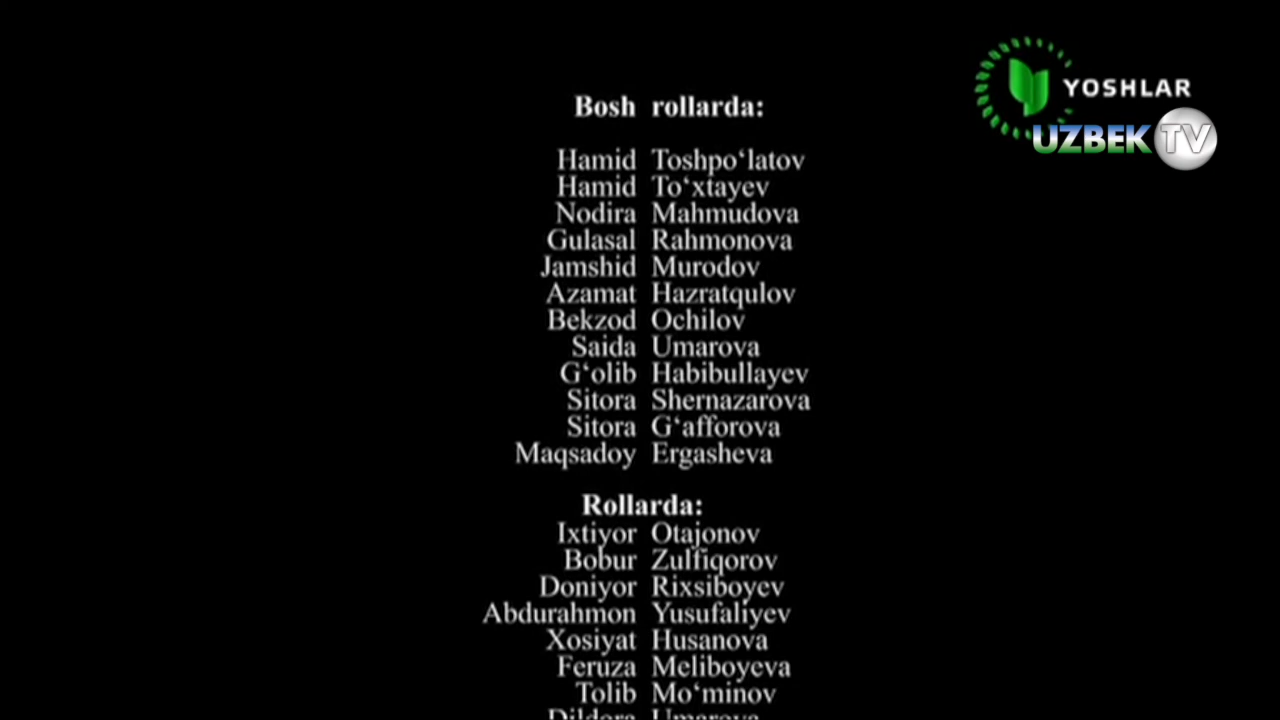 YOSHLAR
UZBEK TV
Bosh rollarda:
Hamid Toshpo‘latov
Hamid To‘xtayev
Nodira Mahmudova
Gulasal Rahmonova
Jamshid Murodov
Azamat Hazratqulov
Bekzod Ochilov
Saida Umarova
G‘olib Habibullayev
Sitora Shernazarova
Sitora G‘afforova
Maqsadoy Ergasheva
Rollarda:
Ixtiyor Otajonov
Bobur Zulfiqorov
Doniyor Rixsiboyev
Abdurahmon Yusufaliyev
Xosiyat Husanova
Feruza Meliboyeva
Tolib Mo‘minov